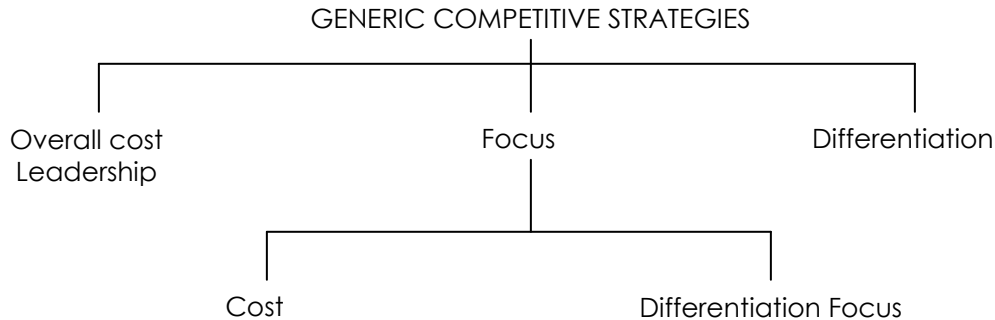 GENERIC COMPETITIVE STRATEGIES
Overall cost
Leadership
Focus
Differentiation
Cost
Differentiation Focus